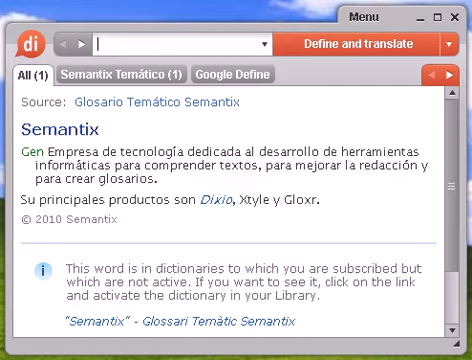 Menu
di
Define and translate
All (1) Semantix Temático (1) Google Define
Source: Glosario Temático Semantix
Semantix
Gen Empresa de tecnología dedicada al desarrollo de herramientas
informáticas para comprender textos, para mejorar la redacción y
para crear glosarios.
Su principales productos son Dixio, Xtyle y Gloxr.
© 2010 Semantix
i
This word is in dictionaries to which you are subscribed but
which are not active. If you want to see it, click on the link
and activate the dictionary in your Library.
"Semantix" - Glossari Temàtic Semantix